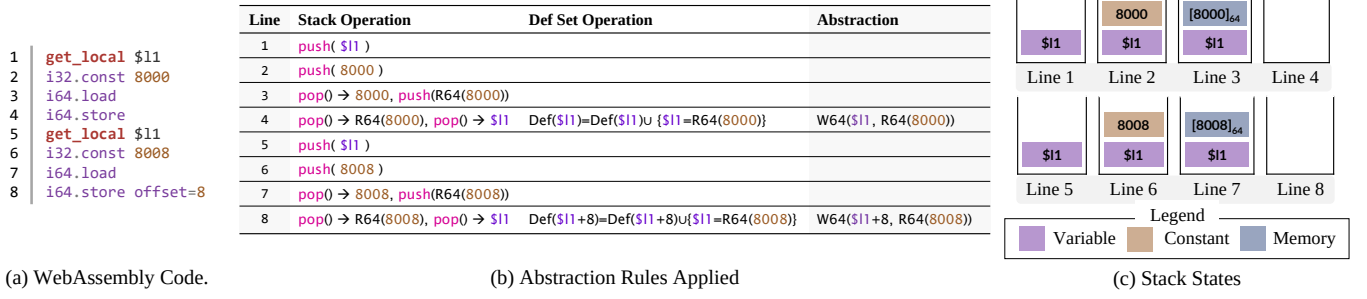 1 get_local $l1
2 i32.const 8000
3 i64.load
4 i64.store
5 get_local $l1
6 i32.const 8008
7 i64.load
8 i64.store offset=8
(a) WebAssembly Code.
Line Stack Operation Def Set Operation Abstraction
1 push( $l1 )
2 push( 8000 )
3 pop() → 8000, push(R64(8000))
4 pop() → R64(8000), pop() → $l1 Def($l1)=Def($l1)∪ {$l1=R64(8000)} W64($l1, R64(8000))
5 push( $l1 )
6 push( 8008 )
7 pop() → 8008, push(R64(8008))
8 pop() → R64(8008), pop() → $l1 Def($l1+8)=Def($l1+8)∪{$l1=R64(8008)} W64($l1+8, R64(8008))
(b) Abstraction Rules Applied
8000 [8000]64
$l1 $l1 $l1
Line 1 Line 2 Line 3 Line 4
8008 [8008]64
$l1 $l1 $l1
Line 5 Line 6 Line 7 Line 8
Legend
Variable Constant Memory
(c) Stack States